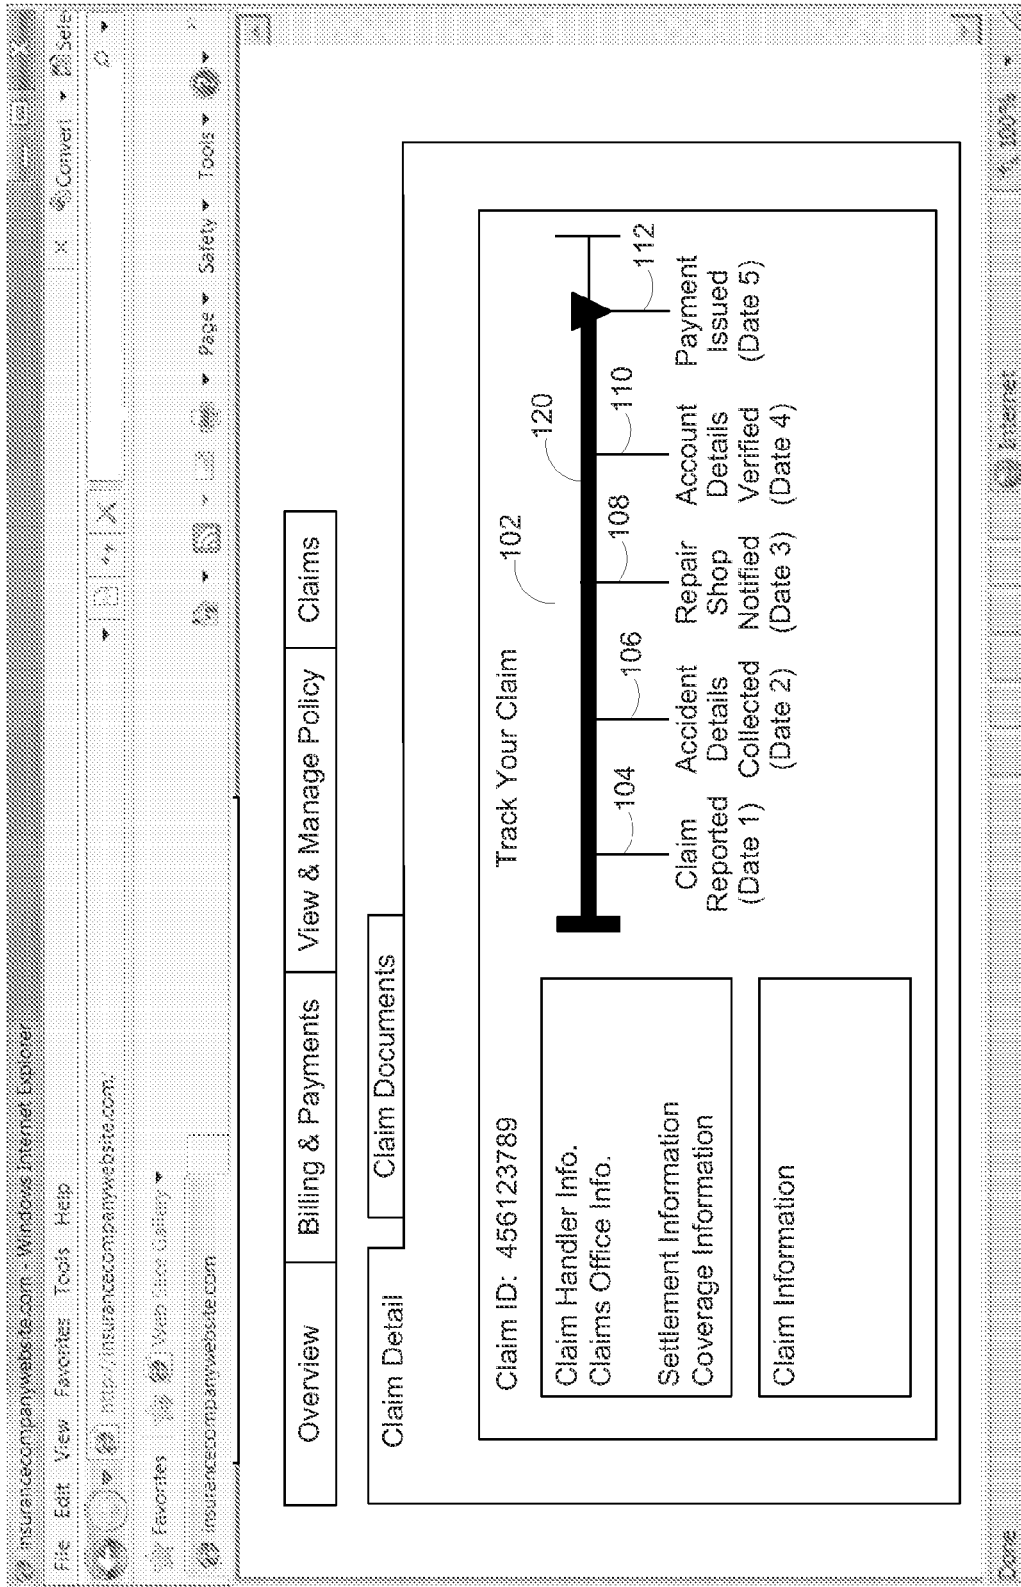 insurancecompanywebsite.com - Windows Internet Explorer
File Edit View Favorites Tools Help
Convert
http://insurancecompanywebsite.com
Favorites Web Slice Gallery
insurancecompanywebsite.com
Page Safety Tools
Overview
Billing & Payments
View & Manage Policy
Claims
Claim Detail
Claim Documents
Claim ID: 456123789
Claim Handler Info.
Claims Office Info.
Settlement Information
Coverage Information
Claim Information
Track Your Claim
102
120
104
106
108
110
112
Claim
Reported
(Date 1)
Accident
Details
Collected
(Date 2)
Repair
Shop
Notified
(Date 3)
Account
Details
Verified
(Date 4)
Payment
Issued
(Date 5)
Done
Internet
100%